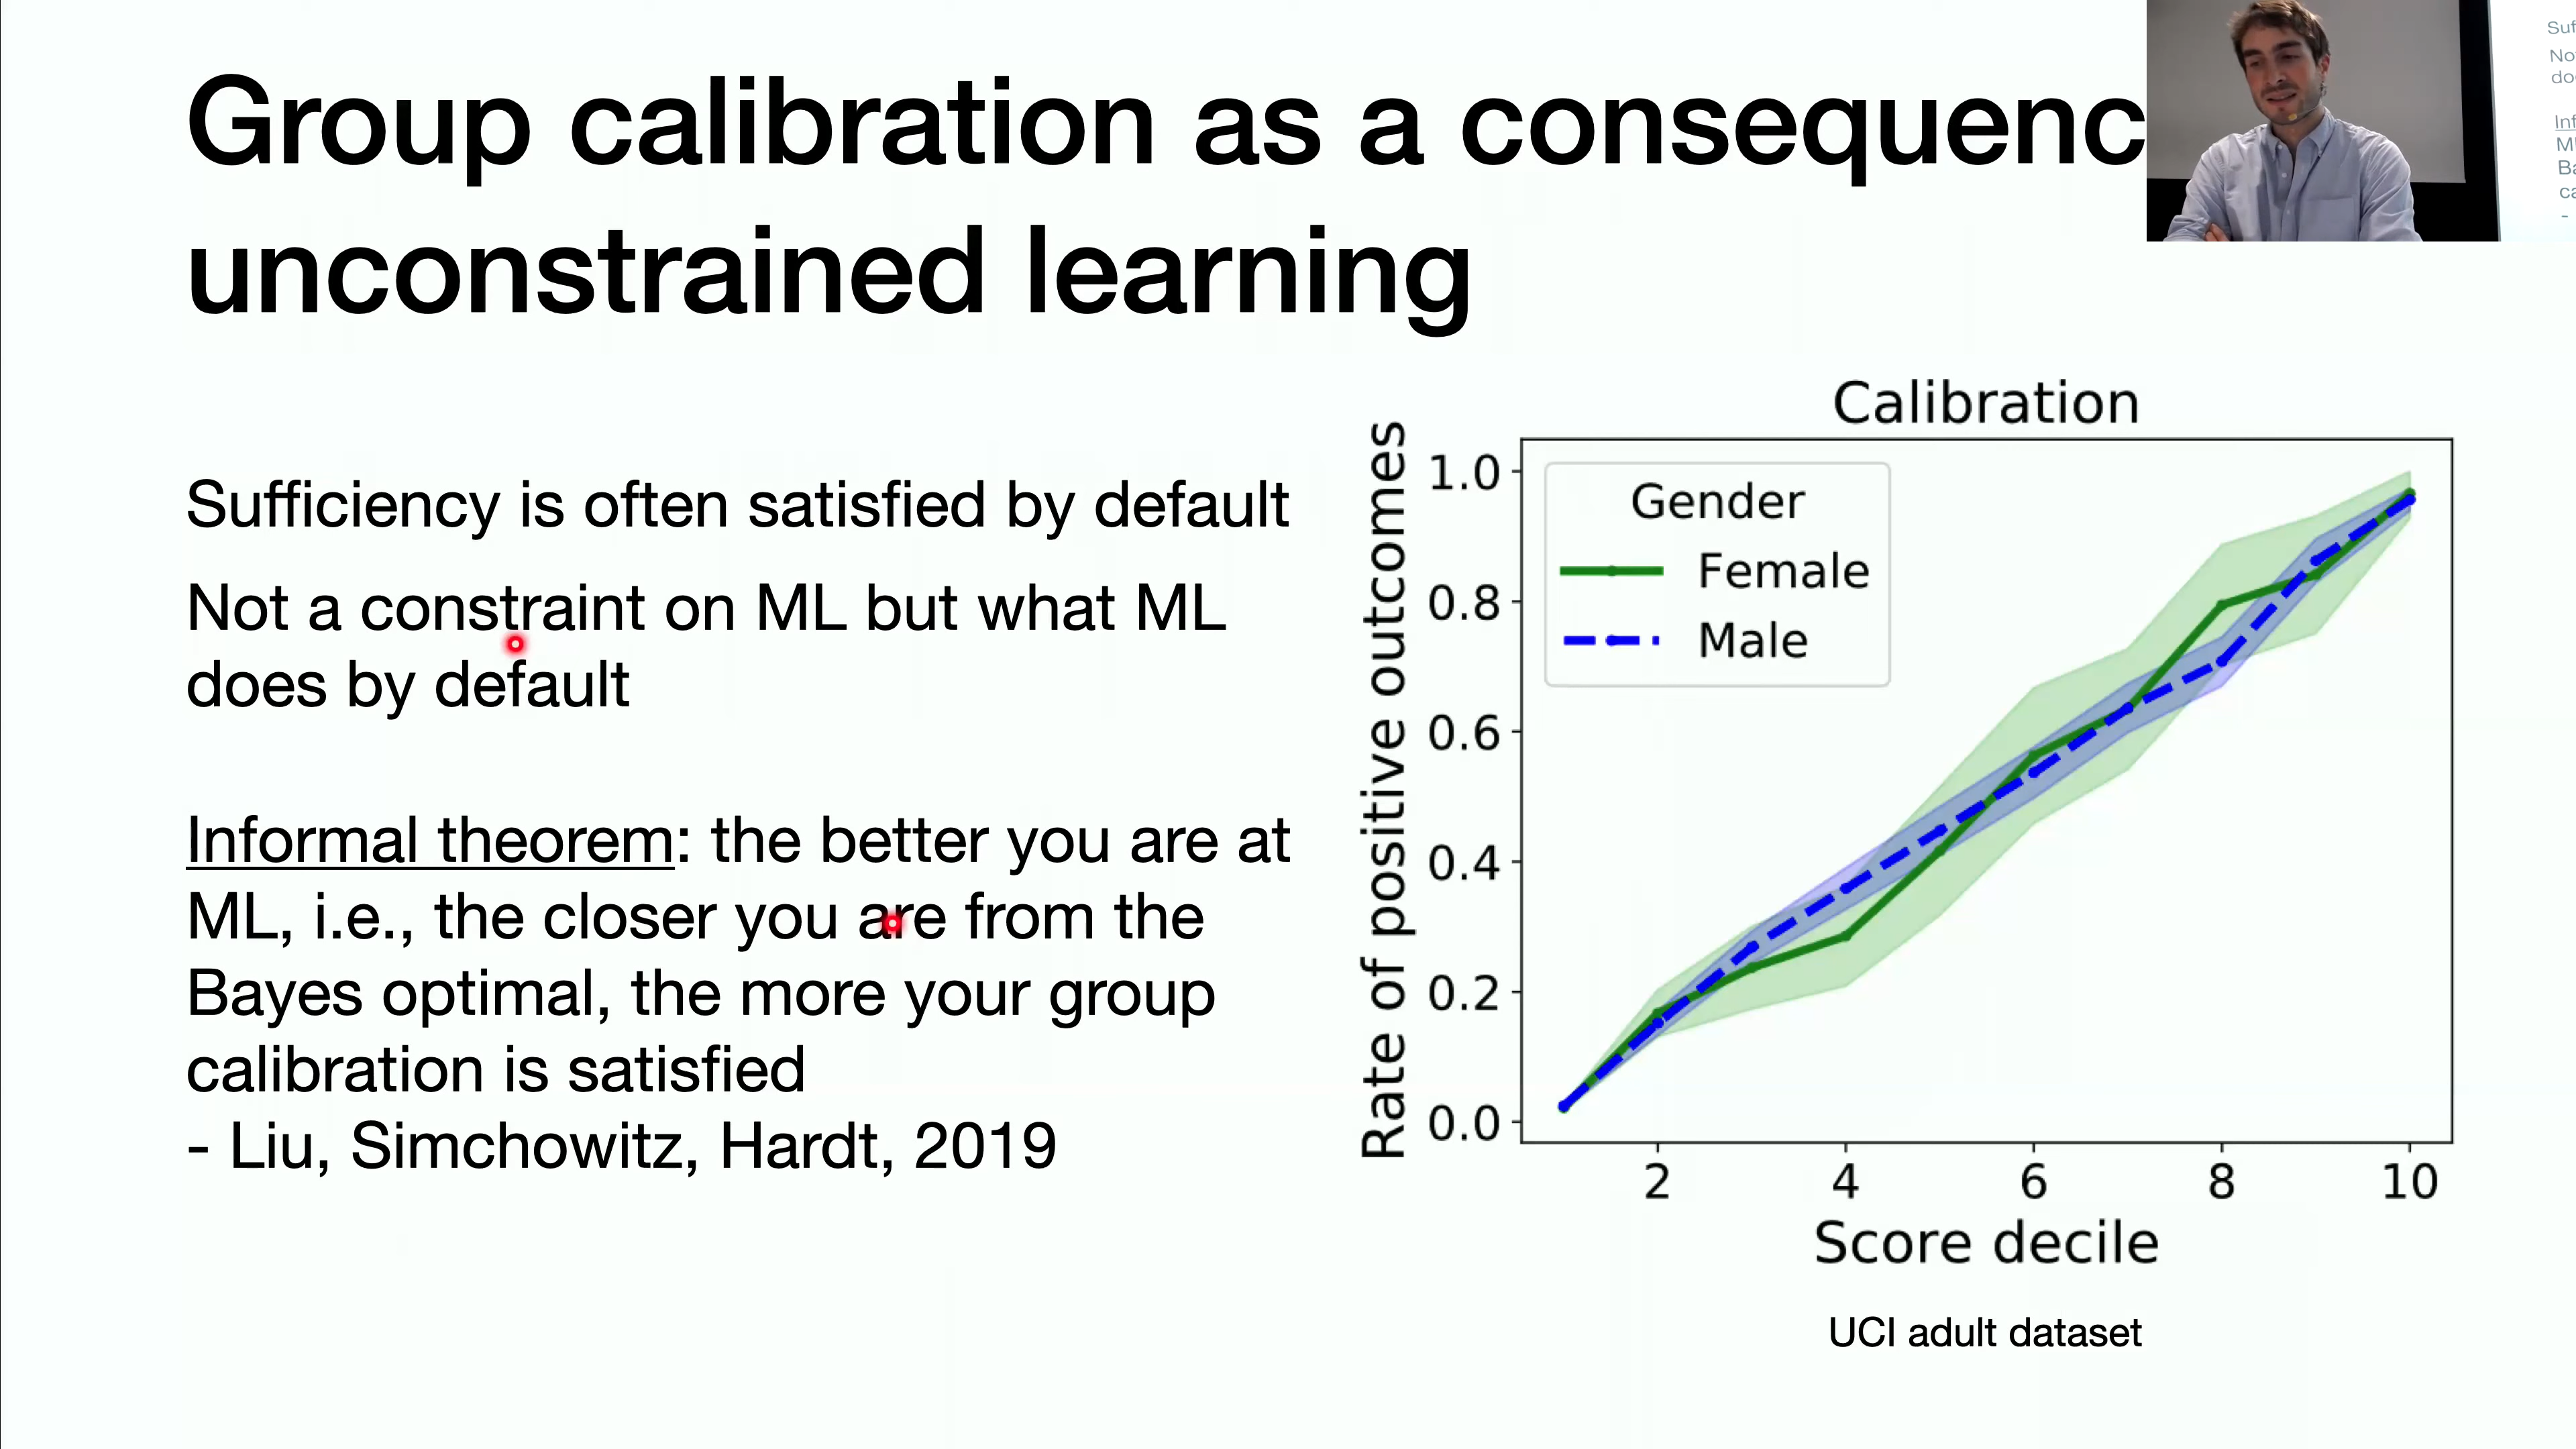 Group calibration as a consequenc
unconstrained learning
Sufficiency is often satisfied by default
Not a constraint on ML but what ML
does by default
Informal theorem: the better you are at
ML, i.e., the closer you are from the
Bayes optimal, the more your group
calibration is satisfied
- Liu, Simchowitz, Hardt, 2019
Calibration
Rate of positive outcomes
1.0
0.8
0.6
0.4
0.2
0.0
Gender
Female
Male
2 4 6 8 10
Score decile
UCI adult dataset